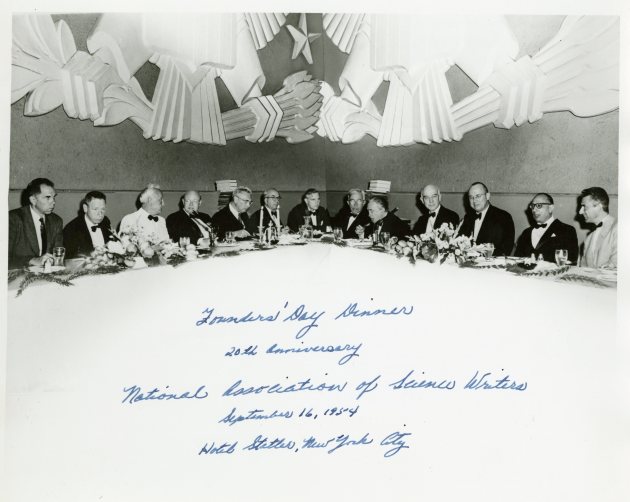 Founders' Day Dinner
20th Anniversary
National Association of Science Writers
September 16, 1954
Hotel Statler, New York City